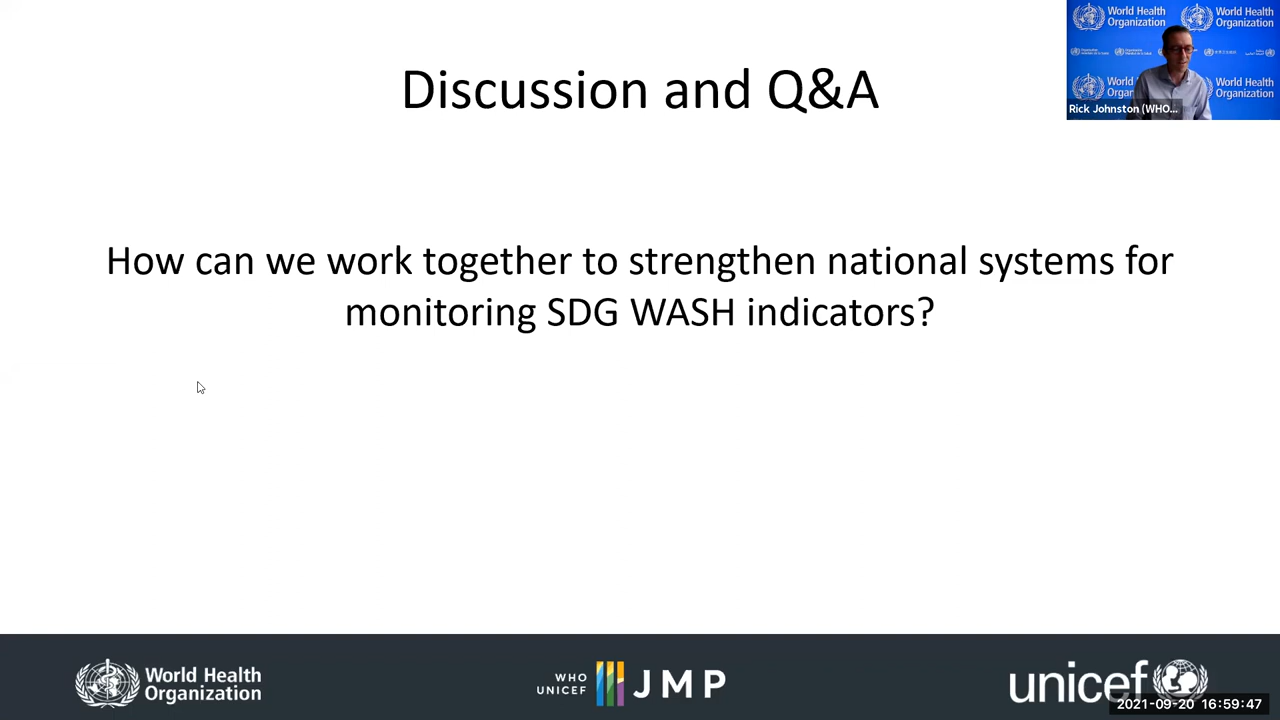 Discussion and Q&A
World Health
Organization
World Health
Organization
World Health
Organization
World Health
Organization
Rick Johnston (WHO...
How can we work together to strengthen national systems for
monitoring SDG WASH indicators?
World Health
Organization
WHO
UNICEF
JMP
unicef
2021-09-20 16:59:47